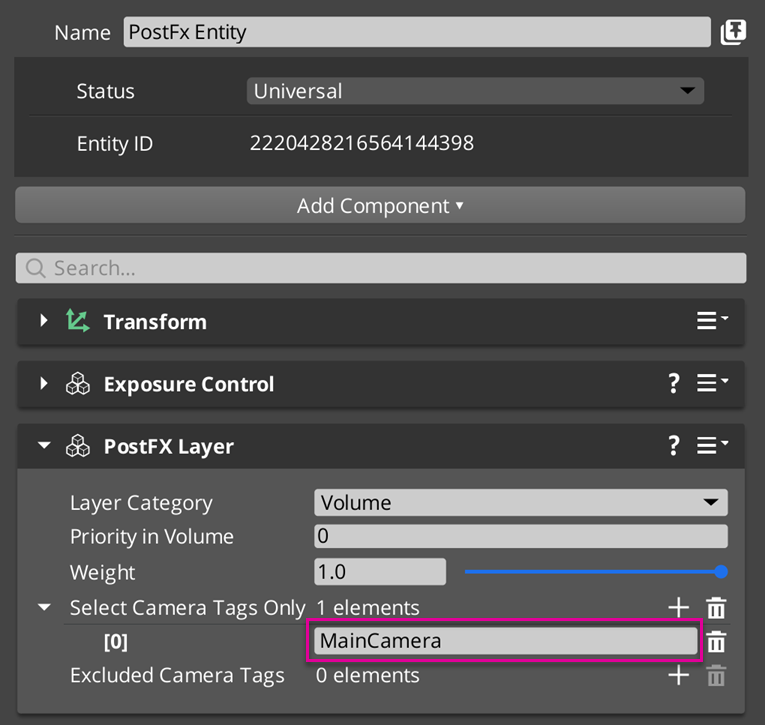 Name PostFx Entity
Status Universal
Entity ID 2220428216564144398
Add Component
Search...
Transform
Exposure Control ?
PostFX Layer ?
Layer Category Volume
Priority in Volume 0
Weight 1.0
Select Camera Tags Only 1 elements
[0] MainCamera
Excluded Camera Tags 0 elements